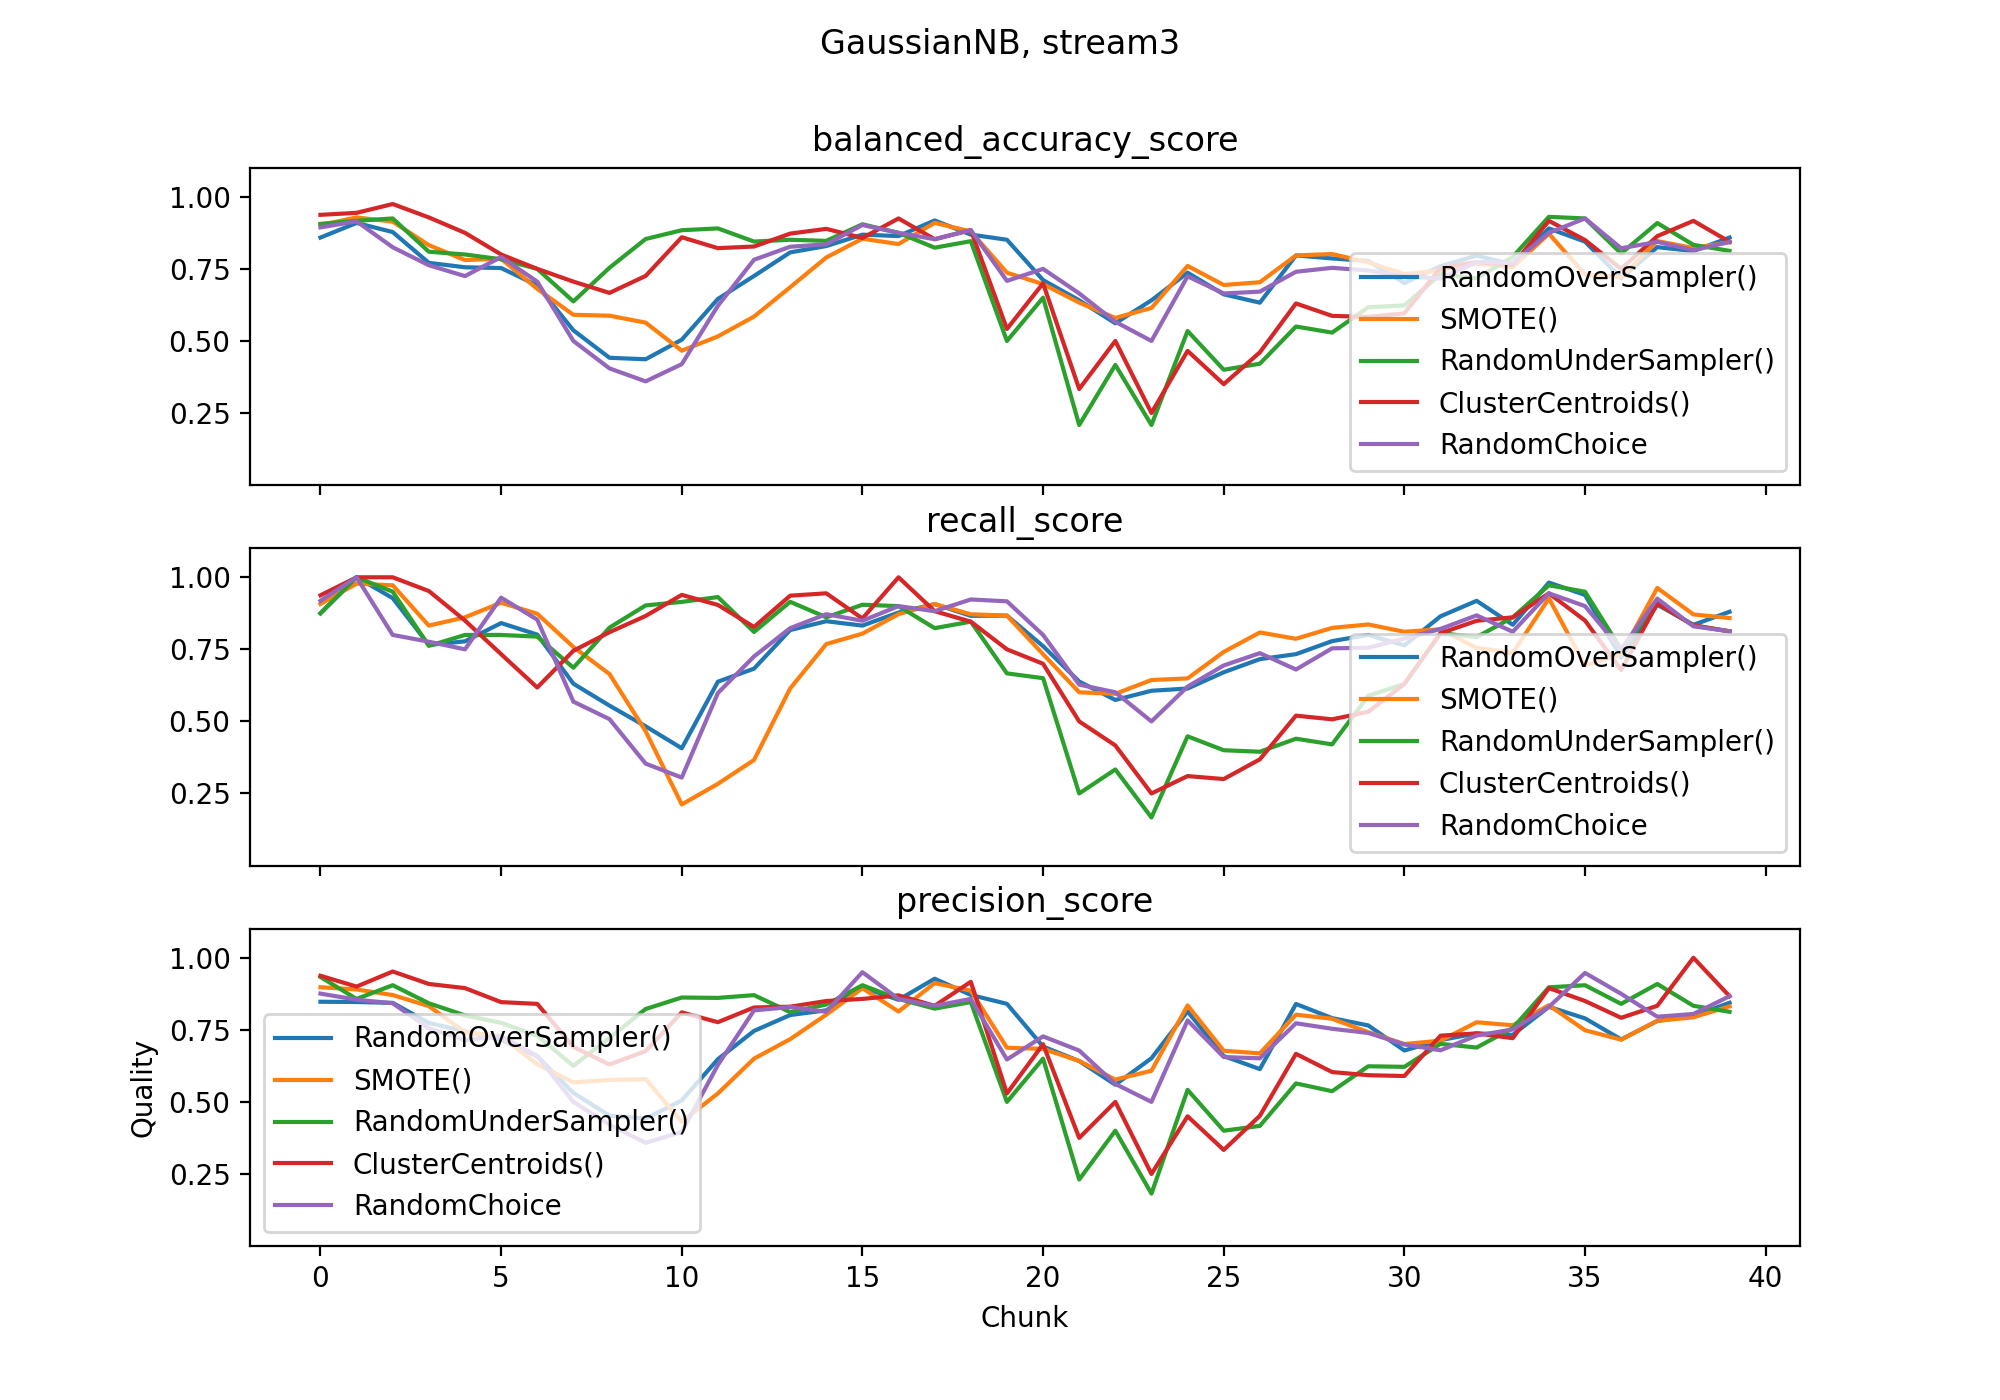 GaussianNB, stream3
balanced_accuracy_score
1.00
0.75
0.50
0.25
RandomOverSampler()
SMOTE()
RandomUnderSampler()
ClusterCentroids()
RandomChoice
recall_score
1.00
0.75
0.50
0.25
RandomOverSampler()
SMOTE()
RandomUnderSampler()
ClusterCentroids()
RandomChoice
precision_score
Quality
1.00
0.75
0.50
0.25
RandomOverSampler()
SMOTE()
RandomUnderSampler()
ClusterCentroids()
RandomChoice
0 5 10 15 20 25 30 35 40
Chunk